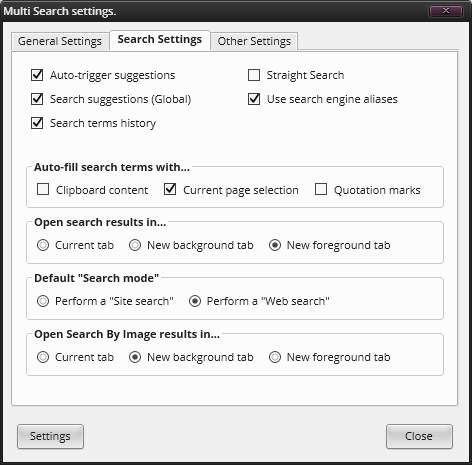 Multi Search settings.
General Settings Search Settings Other Settings
Auto-trigger suggestions Straight Search
Search suggestions (Global) Use search engine aliases
Search terms history
Auto-fill search terms with...
Clipboard content Current page selection Quotation marks
Open search results in...
Current tab New background tab New foreground tab
Default "Search mode"
Perform a "Site search" Perform a "Web search"
Open Search By Image results in...
Current tab New background tab New foreground tab
Settings Close